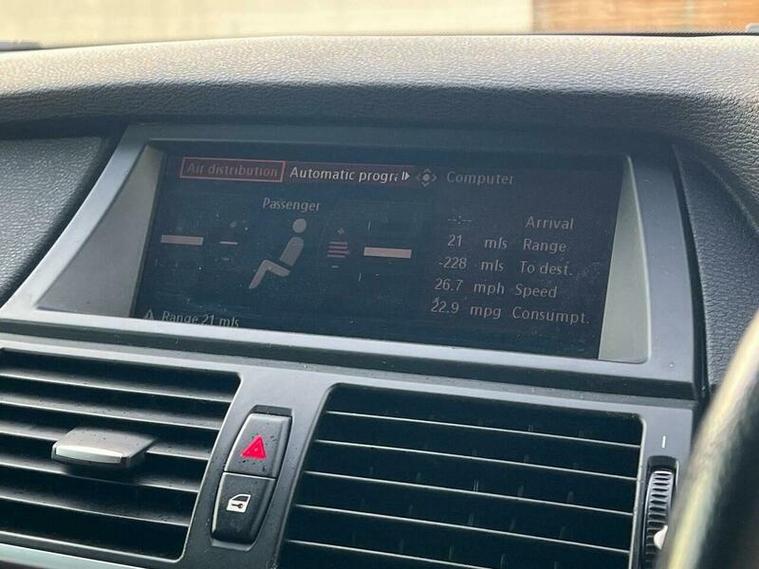 Air distribution
Automatic progr
Computer
Passenger
--:-- Arrival
21 mls Range
-228 mls To dest.
26.7 mph Speed
22.9 mpg Consumpt.
Range 21 mls